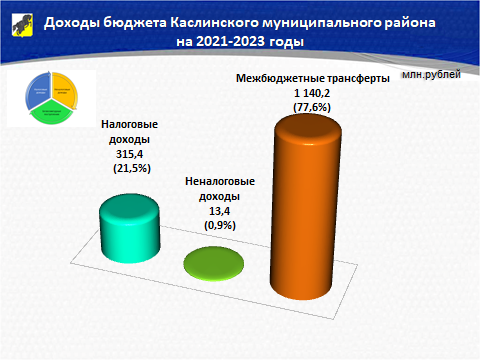 Доходы бюджета Каслинского муниципального района
на 2021-2023 годы
млн.рублей
Межбюджетные трансферты
1 140,2
(77,6%)
Налоговые
доходы
315,4
(21,5%)
Неналоговые
доходы
13,4
(0,9%)